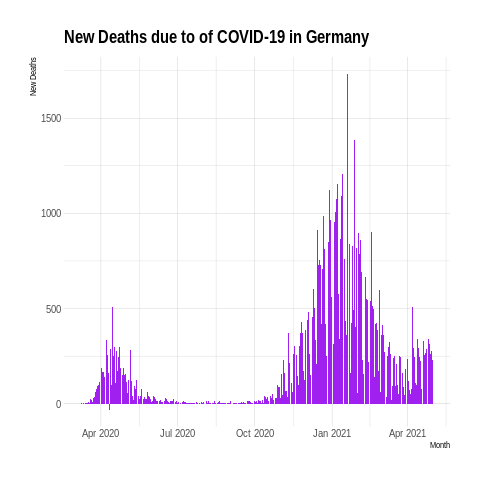 New Deaths due to of COVID-19 in Germany
New Deaths
1500
1000
500
0
Apr 2020 Jul 2020 Oct 2020 Jan 2021 Apr 2021
Month